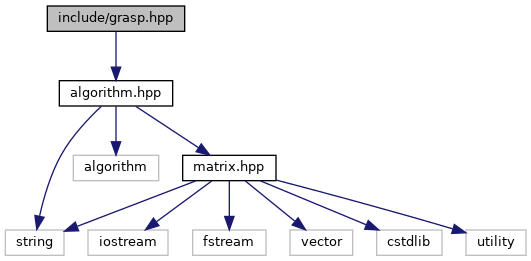 include/grasp.hpp
algorithm.hpp
algorithm
matrix.hpp
string
iostream
fstream
vector
cstdlib
utility